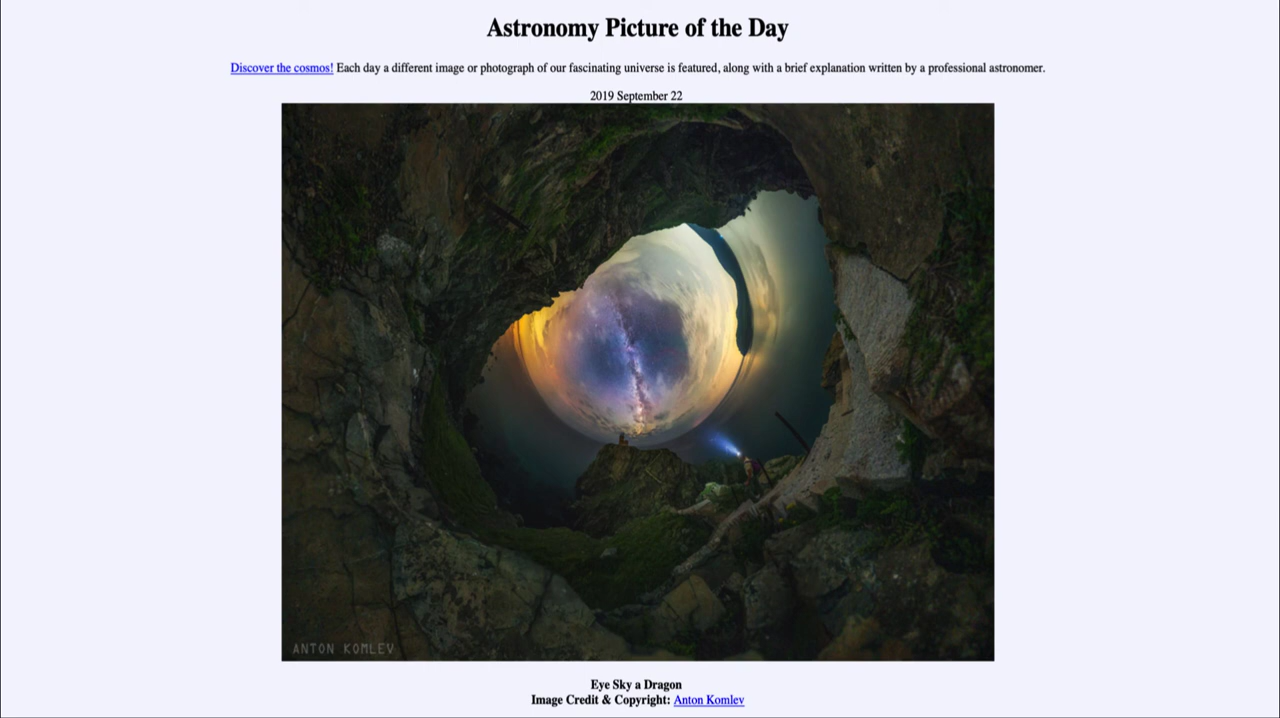 Astronomy Picture of the Day
Discover the cosmos! Each day a different image or photograph of our fascinating universe is featured, along with a brief explanation written by a professional astronomer.
2019 September 22
ANTON KOMLEV
Eye Sky a Dragon
Image Credit & Copyright: Anton Komlev